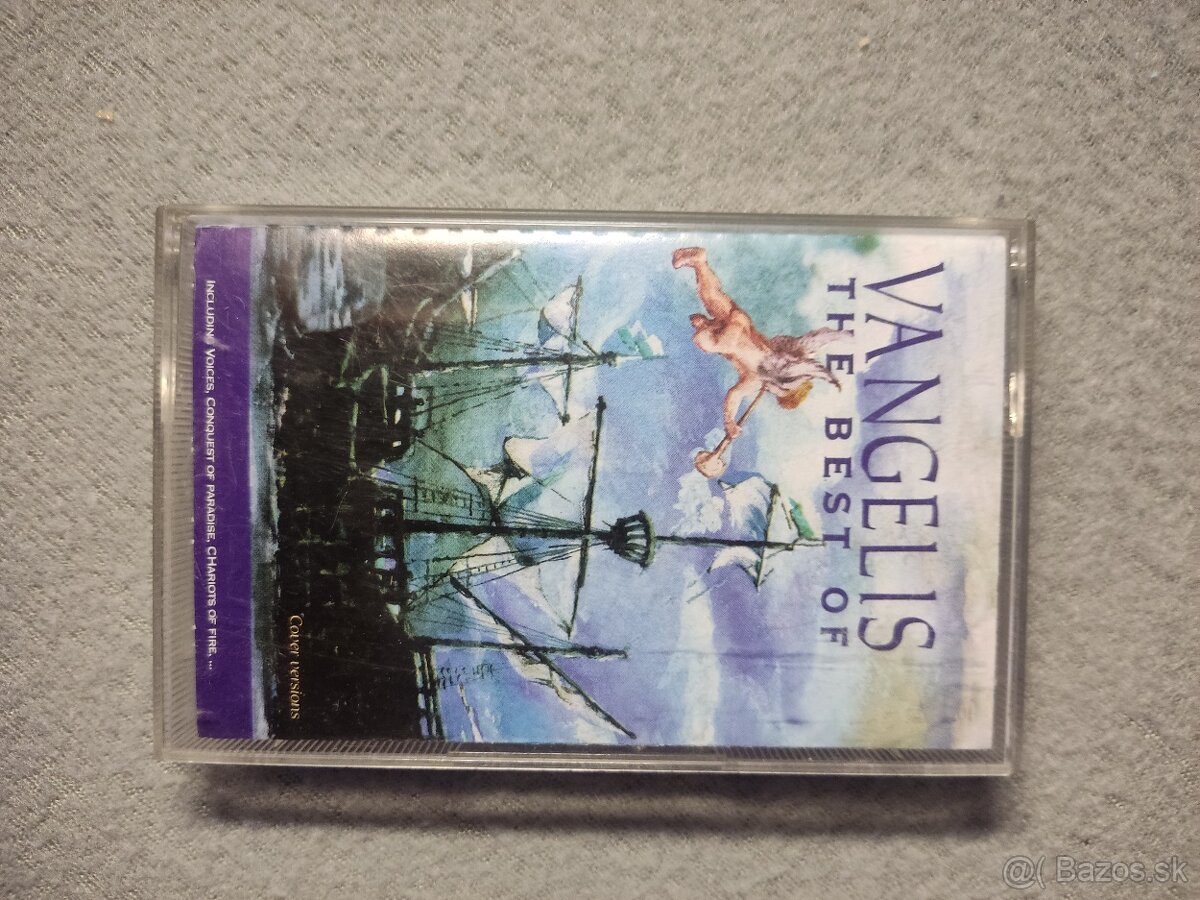 VANGELIS
THE BEST OF
Cover versions
INCLUDING VOICES, CONQUEST OF PARADISE, CHARIOTS OF FIRE, ...
@( Bazos.sk